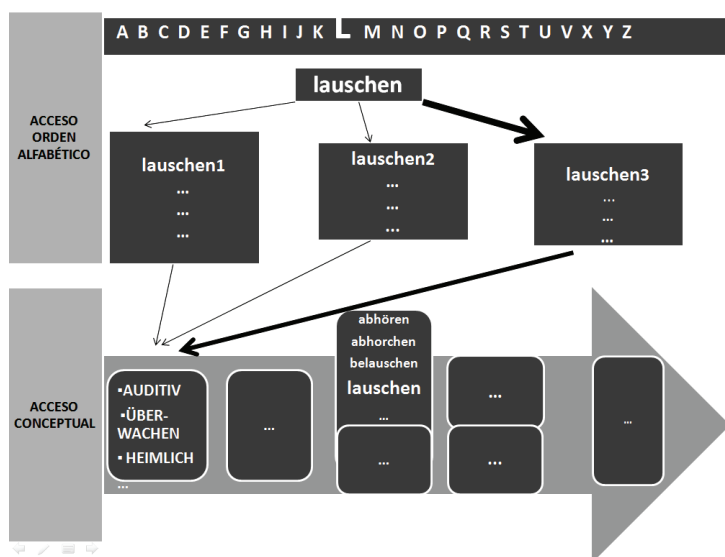 A B C D E F G H I J K L M N O P Q R S T U V X Y Z
lauschen
ACCESO
ORDEN
ALFABÉTICO
lauschen1
...
...
...
lauschen2
...
...
...
lauschen3
...
...
...
ACCESO
CONCEPTUAL
▪AUDITIV
▪ÜBER-
WACHEN
▪ HEIMLICH
...
...
abhören
abhorchen
belauschen
lauschen
...
...
...
...
...